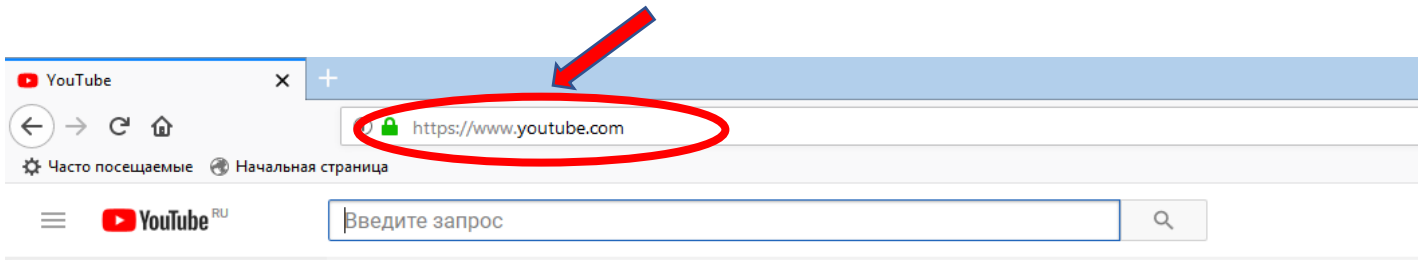 YouTube
https://www.youtube.com
Часто посещаемые Начальная страница
YouTube RU Введите запрос